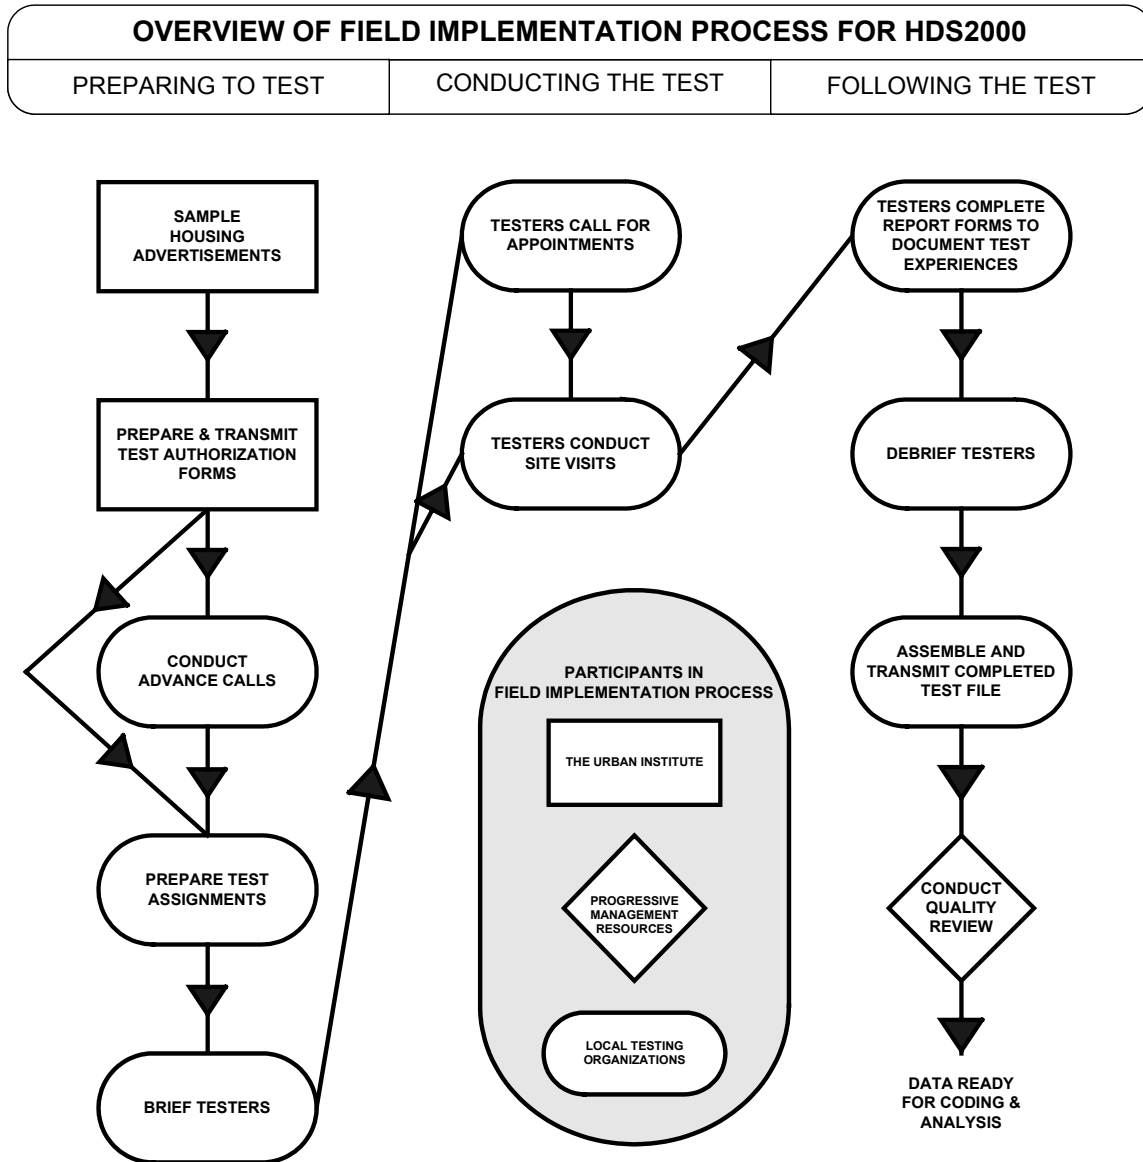 OVERVIEW OF FIELD IMPLEMENTATION PROCESS FOR HDS2000
PREPARING TO TEST
CONDUCTING THE TEST
FOLLOWING THE TEST
SAMPLE
HOUSING
ADVERTISEMENTS
PREPARE & TRANSMIT
TEST AUTHORIZATION
FORMS
CONDUCT
ADVANCE CALLS
PREPARE TEST
ASSIGNMENTS
BRIEF TESTERS
TESTERS CALL FOR
APPOINTMENTS
TESTERS CONDUCT
SITE VISITS
PARTICIPANTS IN
FIELD IMPLEMENTATION PROCESS
THE URBAN INSTITUTE
PROGRESSIVE
MANAGEMENT
RESOURCES
LOCAL TESTING
ORGANIZATIONS
TESTERS COMPLETE
REPORT FORMS TO
DOCUMENT TEST
EXPERIENCES
DEBRIEF TESTERS
ASSEMBLE AND
TRANSMIT COMPLETED
TEST FILE
CONDUCT
QUALITY
REVIEW
DATA READY
FOR CODING &
ANALYSIS